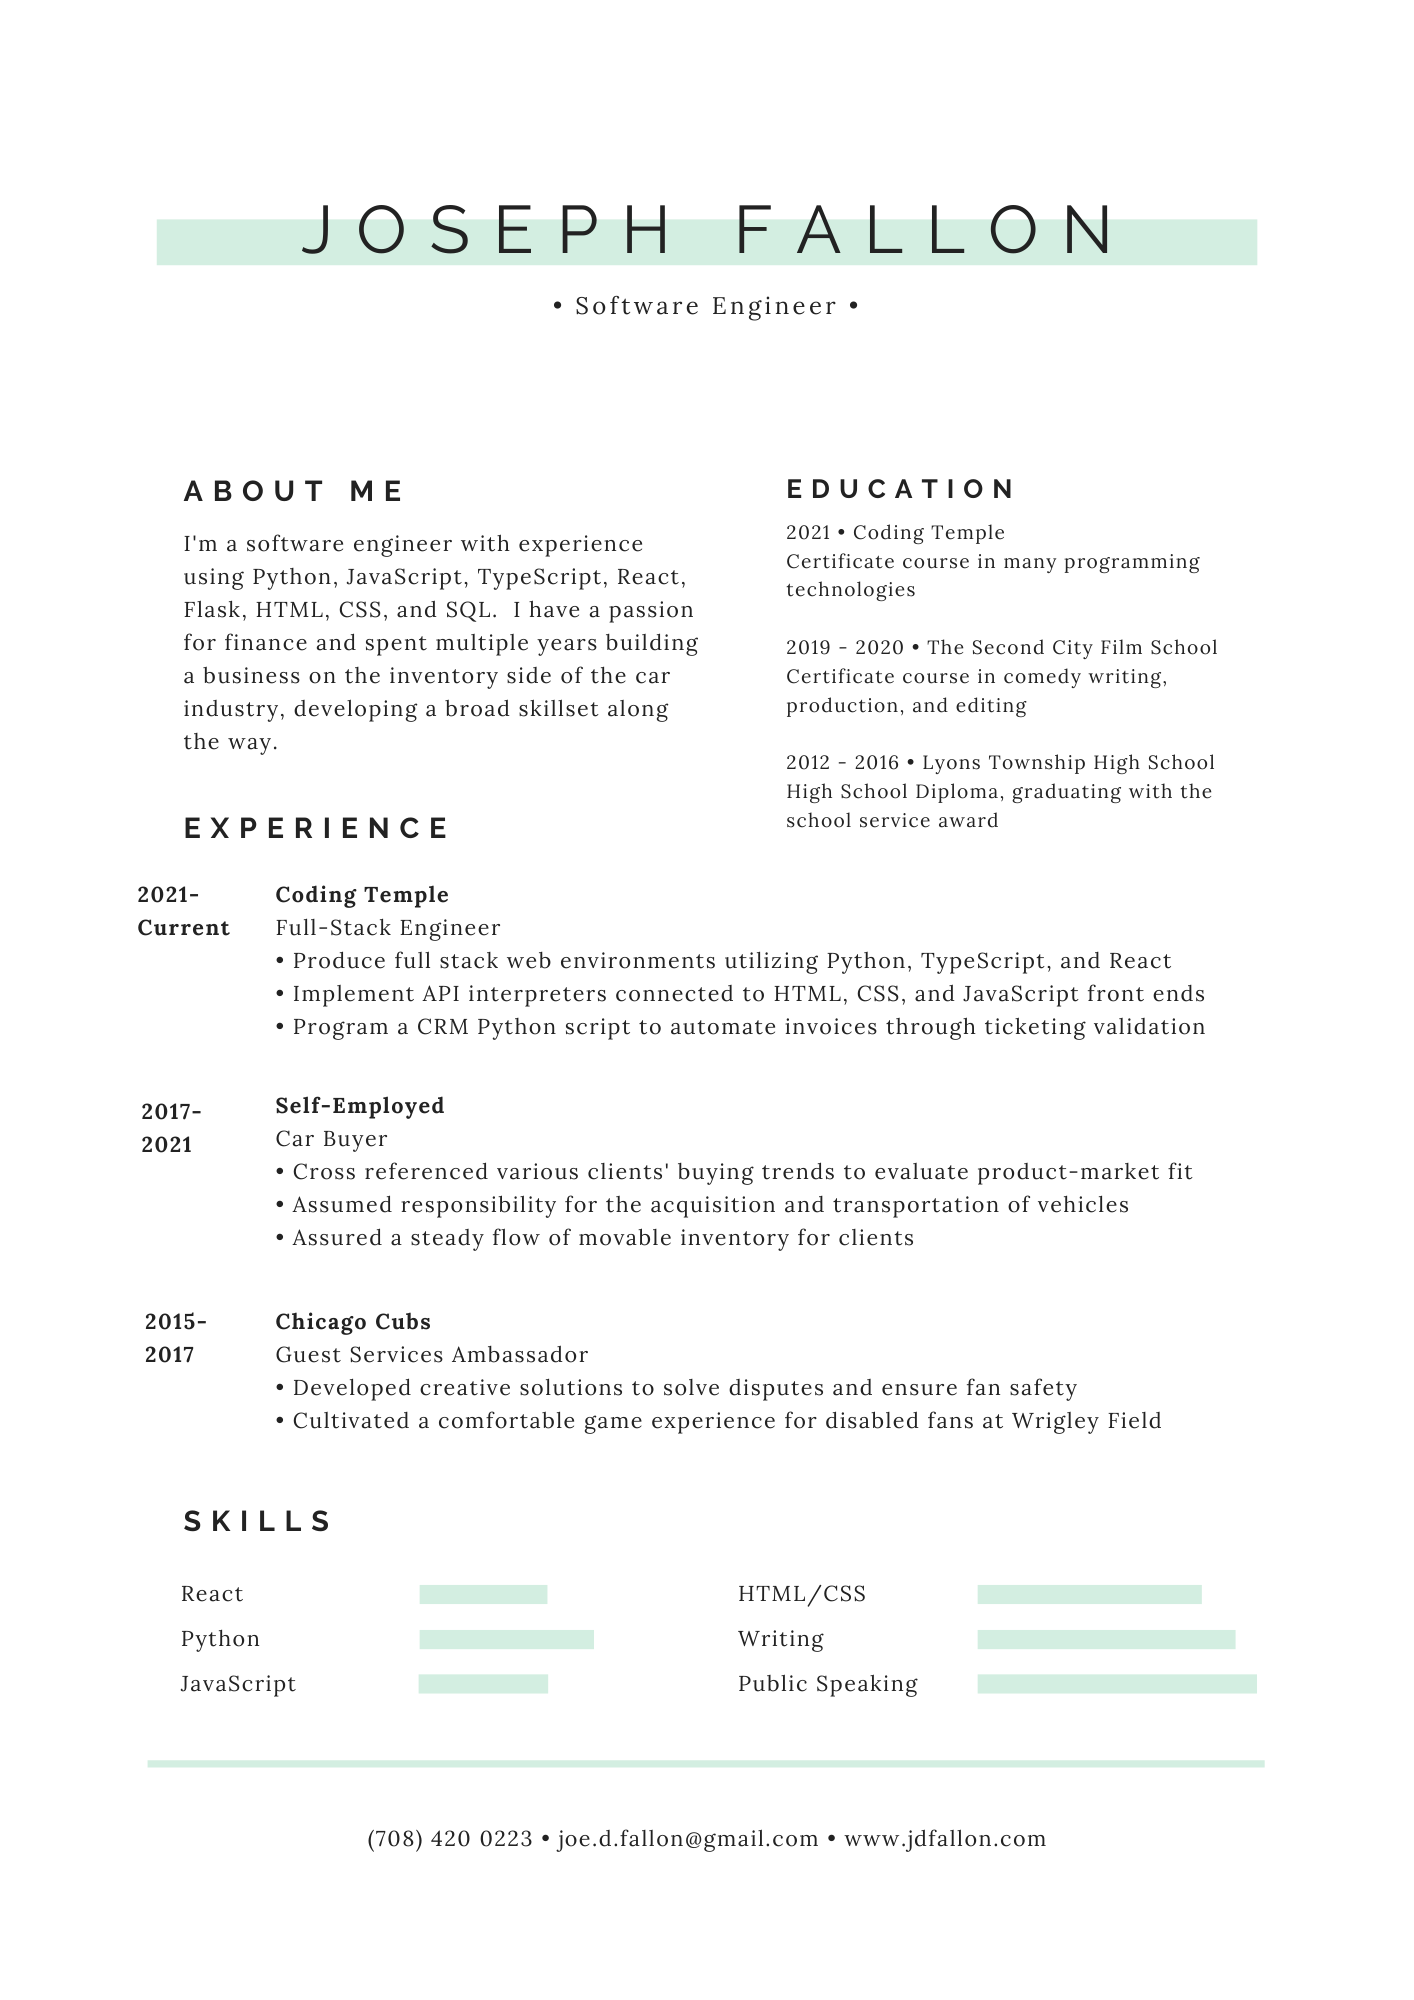 JOSEPH FALLON
• Software Engineer •
ABOUT ME
I'm a software engineer with experience
using Python, JavaScript, TypeScript, React,
Flask, HTML, CSS, and SQL.  I have a passion
for finance and spent multiple years building
a business on the inventory side of the car
industry, developing a broad skillset along
the way.
EDUCATION
2021 • Coding Temple
Certificate course in many programming
technologies
2019 - 2020 • The Second City Film School
Certificate course in comedy writing,
production, and editing
2012 - 2016 • Lyons Township High School
High School Diploma, graduating with the
school service award
EXPERIENCE
2021-
Current
Coding Temple
Full-Stack Engineer
• Produce full stack web environments utilizing Python, TypeScript, and React
• Implement API interpreters connected to HTML, CSS, and JavaScript front ends
• Program a CRM Python script to automate invoices through ticketing validation
2017-
2021
Self-Employed
Car Buyer
• Cross referenced various clients' buying trends to evaluate product-market fit
• Assumed responsibility for the acquisition and transportation of vehicles
• Assured a steady flow of movable inventory for clients
2015-
2017
Chicago Cubs
Guest Services Ambassador
• Developed creative solutions to solve disputes and ensure fan safety
• Cultivated a comfortable game experience for disabled fans at Wrigley Field
SKILLS
React
Python
JavaScript
HTML/CSS
Writing
Public Speaking
(708) 420 0223 • joe.d.fallon@gmail.com • www.jdfallon.com